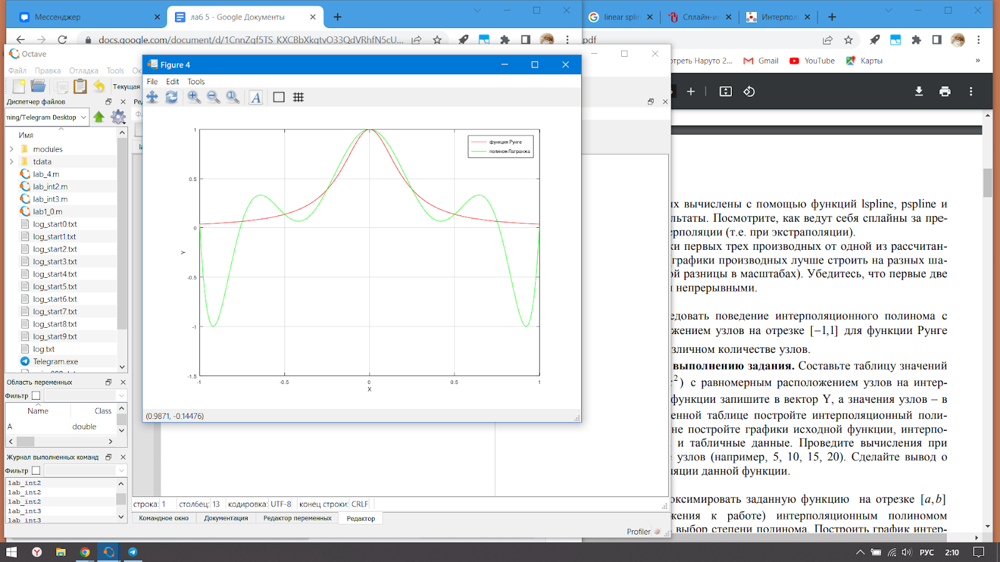 Мессенджер
лаб 5 - Google Документы
linear splin
Сплайн-ин
Интерпол
docs.google.com/document/d/1CnnZqf5TS_KXCBbXkqtvO33QdVRhfN5cU...
pdf
Octave
отреть Наруто 2...
Gmail
YouTube
Карты
»
Файл
Правка
Отладка
Tools
Ок
Figure 4
File
Edit
Tools
Текущая
Диспетчер файлов
Ре
ning/Telegram Desktop
Имя
modules
tdata
lab_4.m
lab_int2.m
lab_int3.m
lab1_0.m
log_start0.txt
log_start1.txt
log_start2.txt
log_start3.txt
log_start4.txt
log_start5.txt
log_start6.txt
log_start7.txt
log_start8.txt
log_start9.txt
log.txt
Telegram.exe
Область переменных
Фильтр
Name
Class
A
double
Журнал выполненных команд
Фильтр
lab_int2
lab_int2
lab_int2
lab_int3
lab_int3
функция Рунге
полином Лагранжа
1
0.5
0
-0.5
-1
-1.5
Y
-1
-0.5
0
0.5
1
X
(0.9871, -0.14476)
строка: 1
столбец: 13
кодировка: UTF-8
конец строки: CRLF
Командное окно
Документация
Редактор переменных
Редактор
Profiler
ых вычислены с помощью функций lspline, pspline и
льтаты. Посмотрите, как ведут себя сплайны за пре-
ерполяции (т.е. при экстраполяции).
ки первых трех производных от одной из рассчитан-
графики производных лучше строить на разных ша-
ой разницы в масштабах). Убедитесь, что первые две
и непрерывными.
едовать поведение интерполяционного полинома с
жением узлов на отрезке [−1,1] для функции Рунге
зличном количестве узлов.
выполнению задания. Составьте таблицу значений
²) с равномерным расположением узлов на интер-
функции запишите в вектор Y, а значения узлов – в
енной таблице постройте интерполяционный поли-
не постройте графики исходной функции, интерпо-
и табличные данные. Проведите вычисления при
узлов (например, 5, 10, 15, 20). Сделайте вывод о
ляции данной функции.
оксимировать заданную функцию на отрезке [a,b]
жения к работе) интерполяционным полиномом
выбор степени полинома. Построить график интер-
РУС
2:10